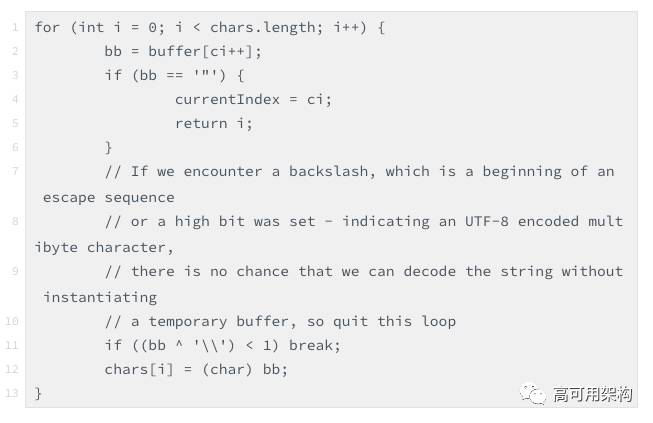 1 for (int i = 0; i < chars.length; i++) {
2 bb = buffer[ci++];
3 if (bb == '"') {
4 currentIndex = ci;
5 return i;
6 }
7 // If we encounter a backslash, which is a beginning of an
escape sequence
8 // or a high bit was set - indicating an UTF-8 encoded mult
ibyte character,
9 // there is no chance that we can decode the string without
instantiating
10 // a temporary buffer, so quit this loop
11 if ((bb ^ '\\') < 1) break;
12 chars[i] = (char) bb;
13 }
高可用架构